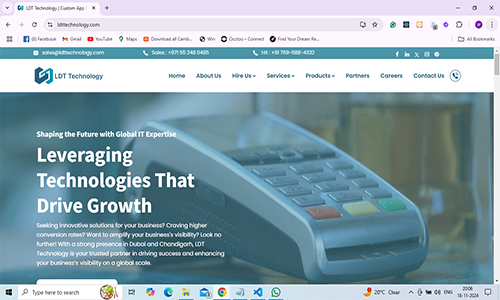 LDT Technology | Custom App
ldttechnology.com
(0) Facebook
Gmail
YouTube
Maps
Download all Camb
Win
Ooctoo – Connect
Find Your Dream Re...
All Bookmarks
sales@ldttechnology.com
Sales : +971 55 248 0485
HR : +91 769-688-4332
LDT Technology
Home
About Us
Hire Us
Services
Products
Partners
Careers
Contact Us
Shaping the Future with Global IT Expertise
Leveraging
Technologies That
Drive Growth
Seeking innovative solutions for your business? Craving higher
conversion rates? Want to amplify your business's visibility? Look no
further! With a strong presence in Dubai and Chandigarh, LDT
Technology is your trusted partner in driving success and enhancing
your business's visibility on a global scale.
Type here to search
20°C Clear
ENG
20:06
18-11-2024